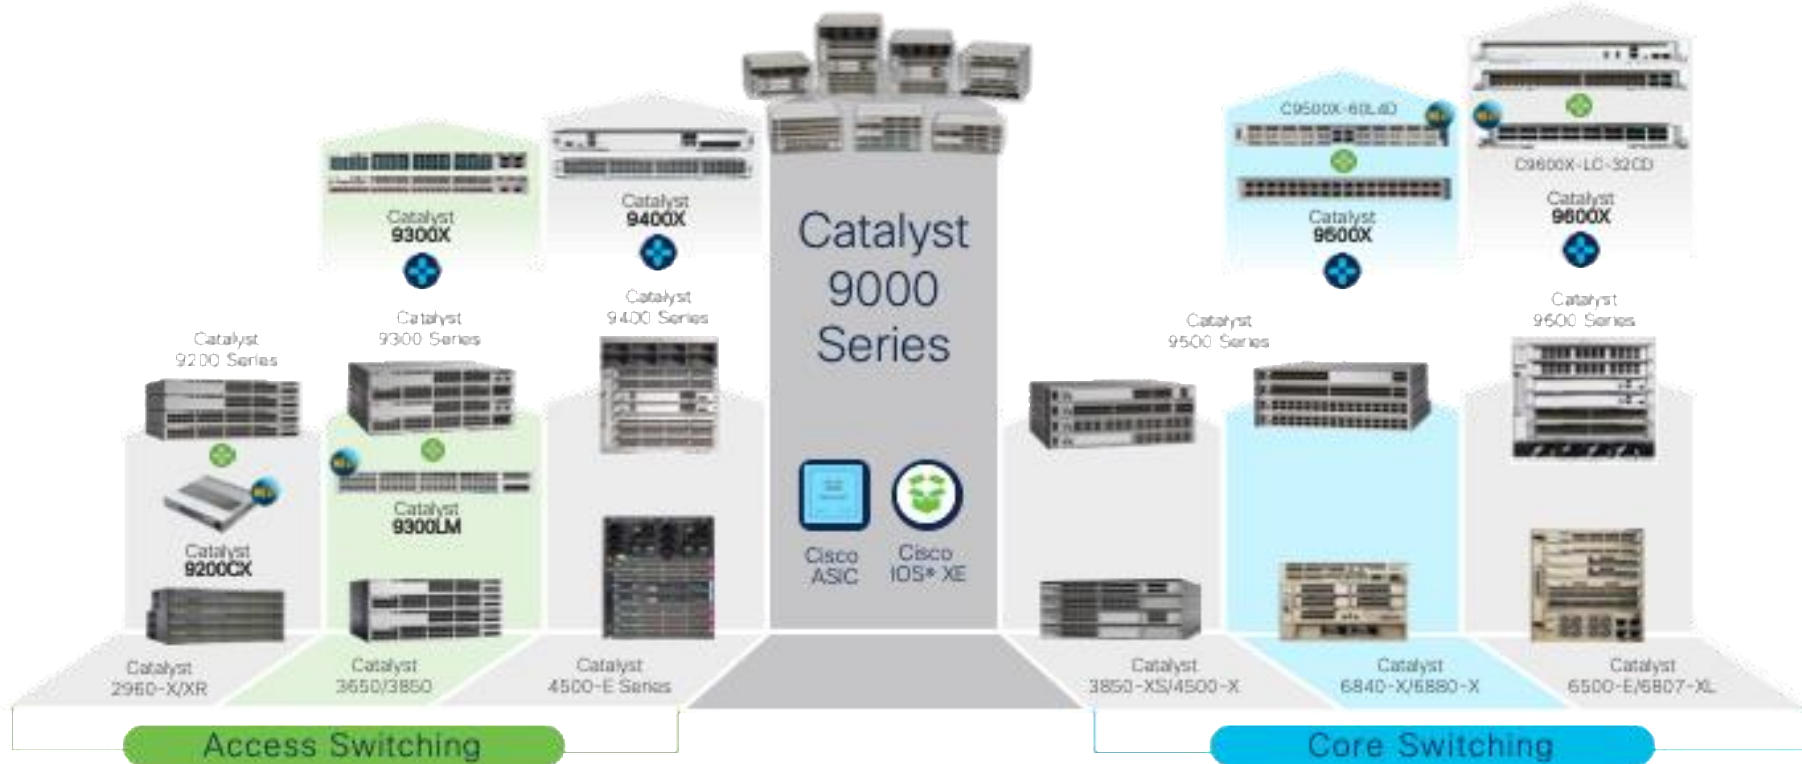 C9500X-60L4D
C9600X-LC-32CD
Catalyst
9300X
Catalyst
9400X
Catalyst
9000
Series
Catalyst
9500X
Catalyst
9600X
Catalyst
9200 Series
Catalyst
9300 Series
Catalyst
9400 Series
Catalyst
9500 Series
Catalyst
9600 Series
Catalyst
9300LM
Catalyst
9200CX
Cisco
ASIC
Cisco
IOS® XE
Catalyst
2960-X/XR
Catalyst
3650/3850
Catalyst
4500-E Series
Catalyst
3850-XS/4500-X
Catalyst
6840-X/6880-X
Catalyst
6500-E/6807-XL
Access Switching
Core Switching